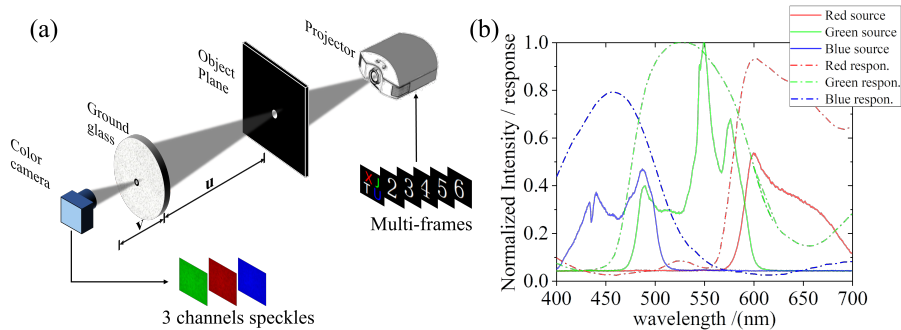 (a)
Projector
Object
Plane
Ground
glass
Color
camera
u
v
X J T U 2 3 4 5 6
Multi-frames
3 channels speckles
(b)
Red source
Green source
Blue source
Red respon.
Green respon.
Blue respon.
Normalized Intensity / response
1.0
0.8
0.6
0.4
0.2
0.0
400 450 500 550 600 650 700
wavelength /(nm)